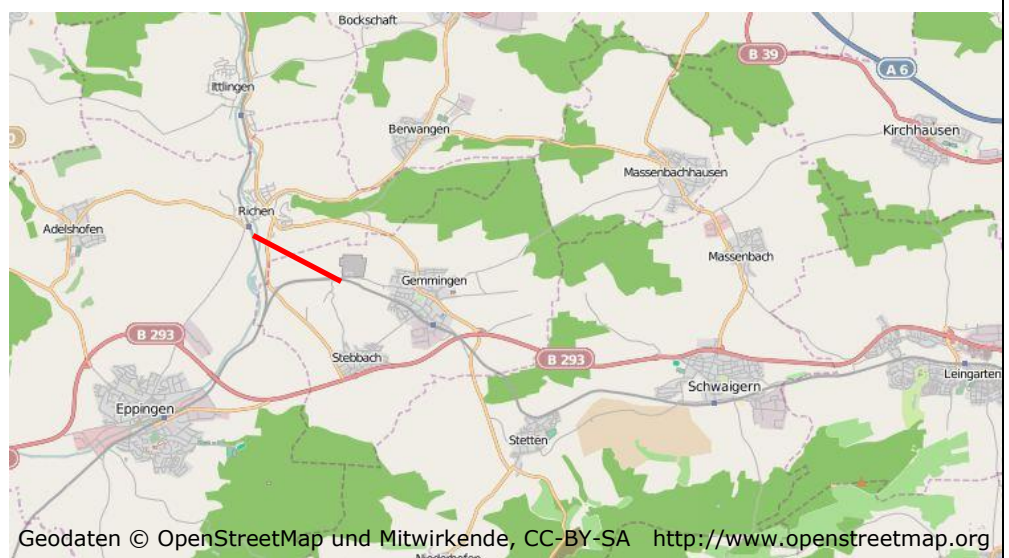 Bockschaft
B 39
A 6
Ittlingen
Berwangen
Kirchhausen
Massenbachhausen
Richen
Adelshofen
Massenbach
Gemmingen
B 293
Stebbach
B 293
Leingarten
Schwaigern
Eppingen
Stetten
Geodaten © OpenStreetMap und Mitwirkende, CC-BY-SA http://www.openstreetmap.org
Niederhofen